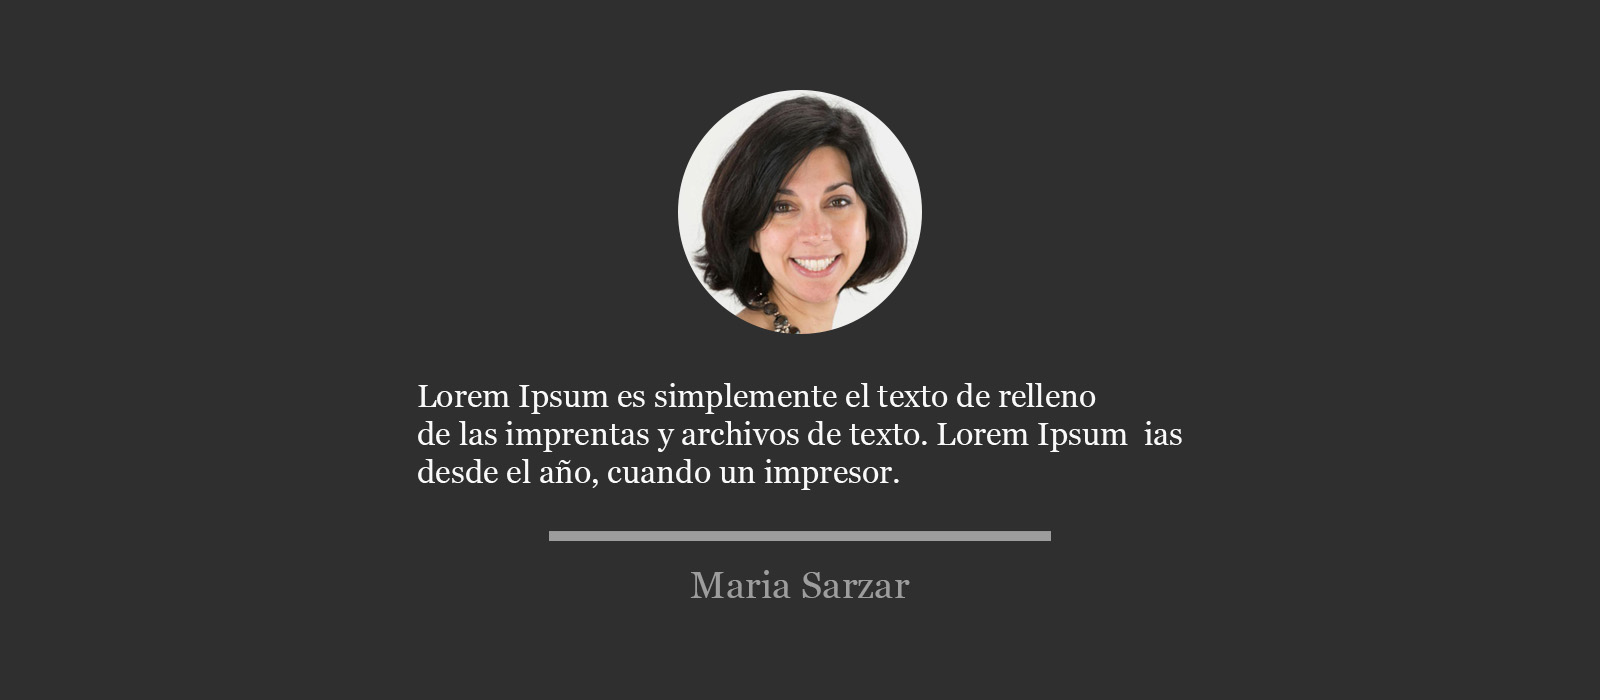 Lorem Ipsum es simplemente el texto de relleno
de las imprentas y archivos de texto. Lorem Ipsum  ias
desde el año, cuando un impresor.
Maria Sarzar